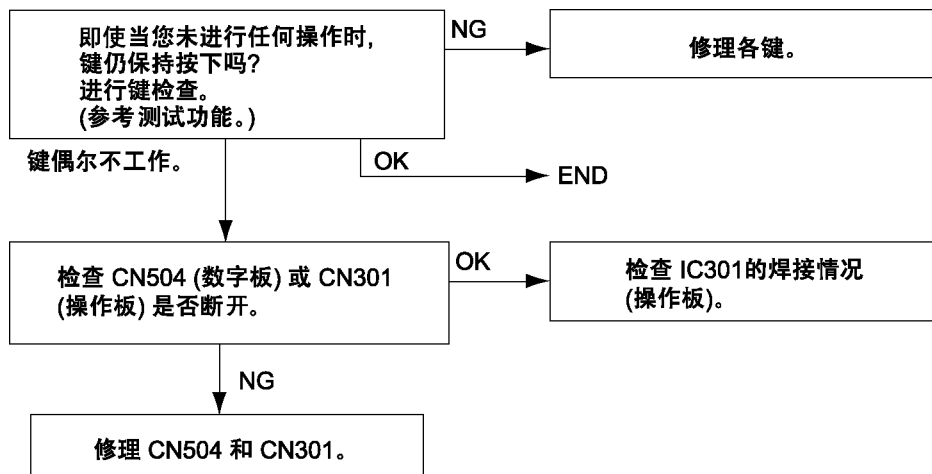 即使当您未进行任何操作时,
键仍保持按下吗?
进行键检查。
(参考测试功能。)
NG
修理各键。
键偶尔不工作。
OK
END
检查 CN504 (数字板) 或 CN301
(操作板) 是否断开。
OK
检查 IC301的焊接情况
(操作板)。
NG
修理 CN504 和 CN301。